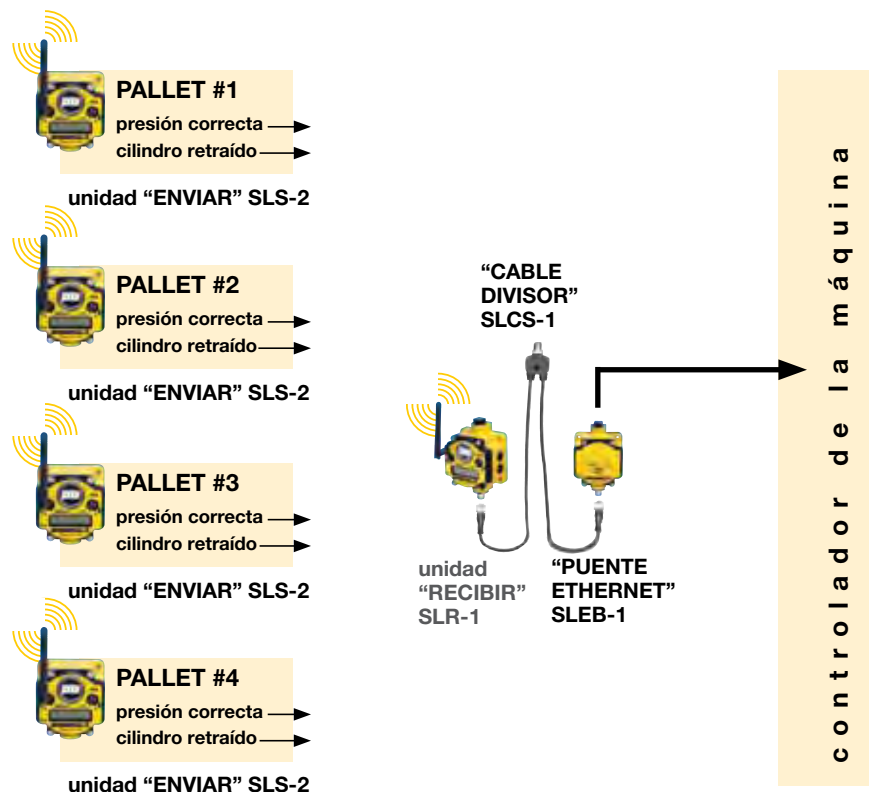 PALLET #1
presión correcta
cilindro retraído
unidad “ENVIAR” SLS-2
PALLET #2
presión correcta
cilindro retraído
unidad “ENVIAR” SLS-2
PALLET #3
presión correcta
cilindro retraído
unidad “ENVIAR” SLS-2
PALLET #4
presión correcta
cilindro retraído
unidad “ENVIAR” SLS-2
“CABLE
DIVISOR”
SLCS-1
unidad
“RECIBIR”
SLR-1
“PUENTE
ETHERNET”
SLEB-1
controlador de la máquina